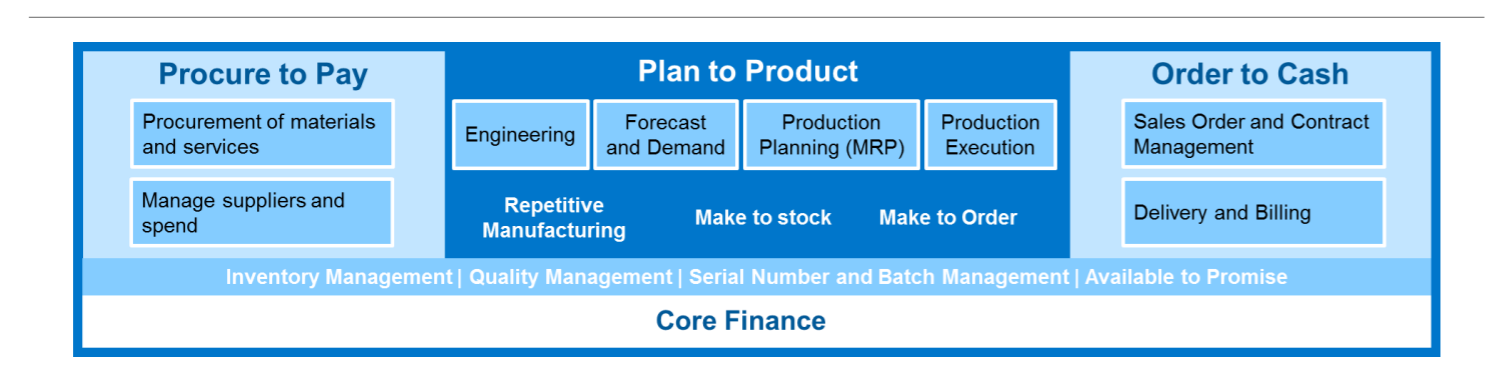 Procure to Pay
Procurement of materials
and services
Manage suppliers and
spend
Plan to Product
Engineering
Forecast
and Demand
Production
Planning (MRP)
Production
Execution
Repetitive
Manufacturing
Make to stock
Make to Order
Order to Cash
Sales Order and Contract
Management
Delivery and Billing
Inventory Management | Quality Management | Serial Number and Batch Management | Available to Promise
Core Finance